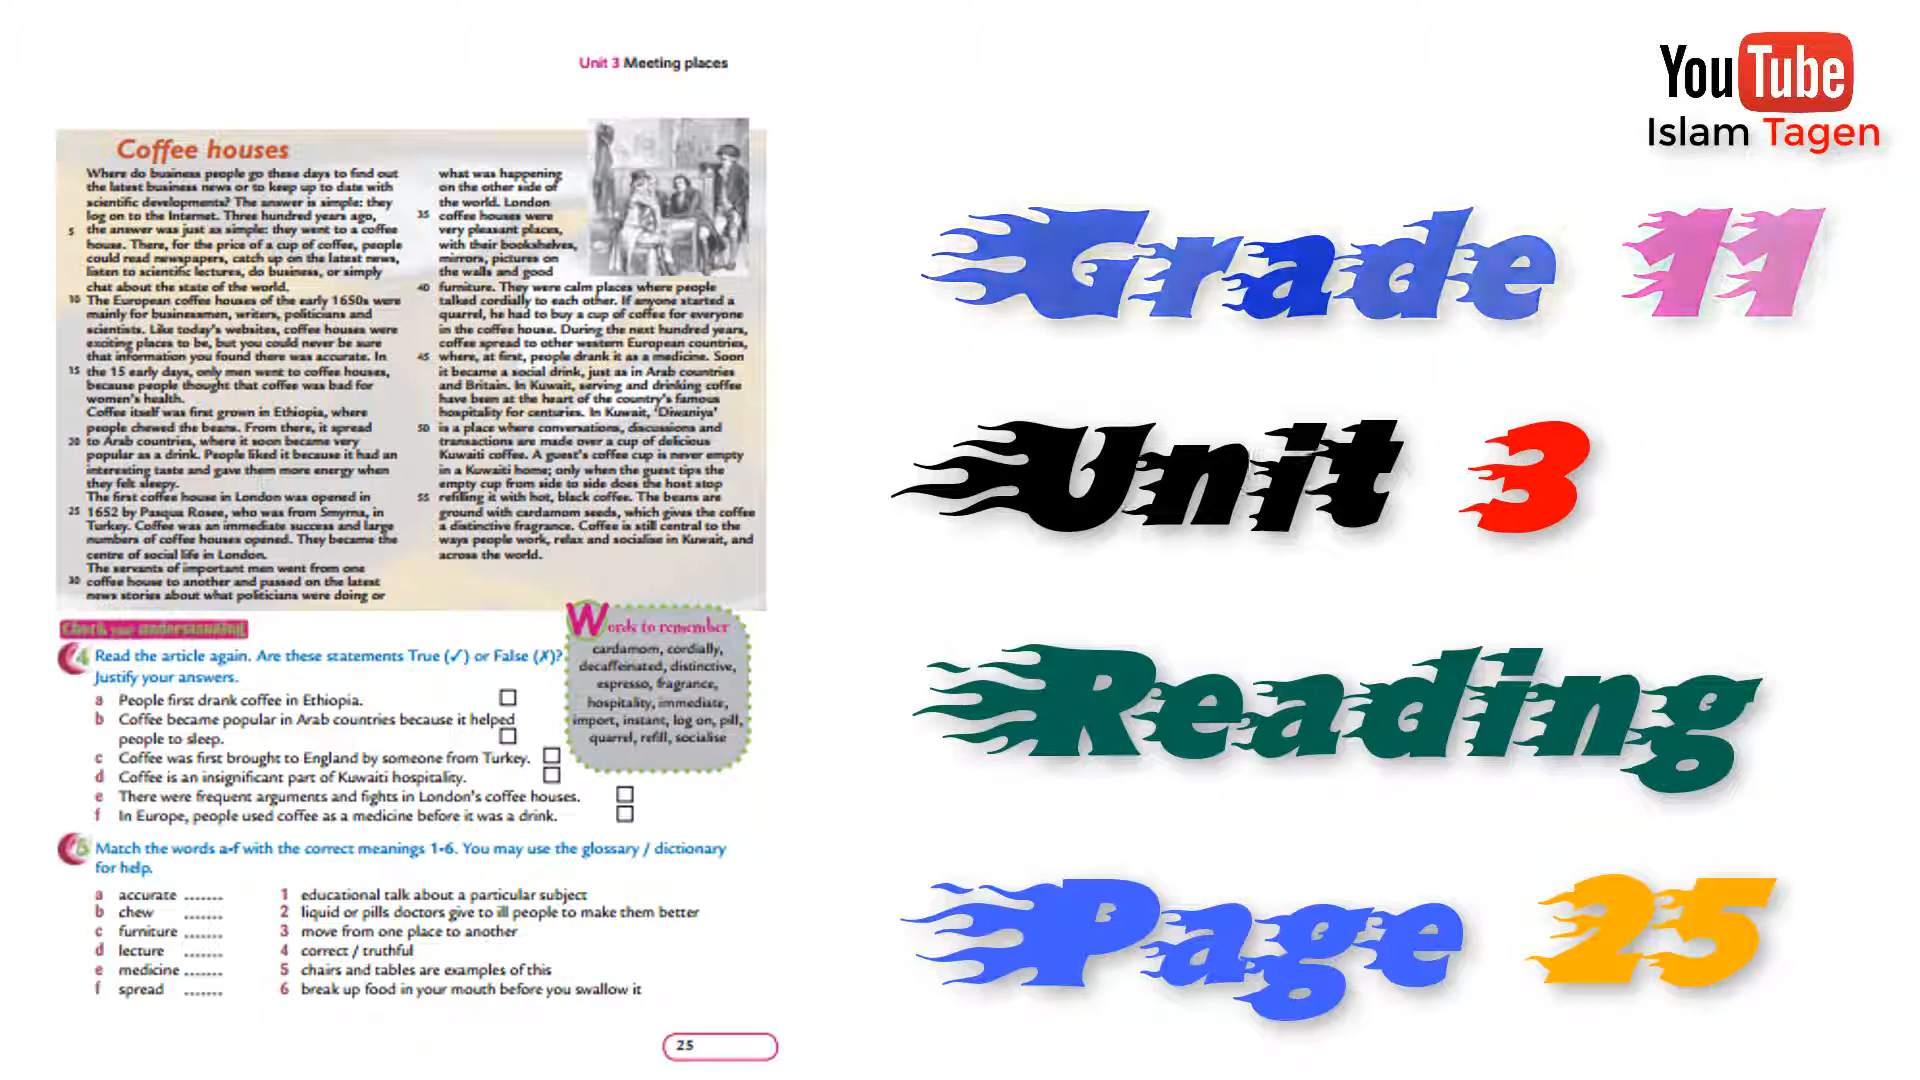 Unit 3 Meeting places
Coffee houses
Where do business people go these days to find out
the latest business news or to keep up to date with
scientific developments? The answer is simple: they
log on to the Internet. Three hundred years ago,
5 the answer was just as simple: they went to a coffee
house. There, for the price of a cup of coffee, people
could read newspapers, catch up on the latest news,
listen to scientific lectures, do business, or simply
chat about the state of the world.
10 The European coffee houses of the early 1650s were
mainly for businessmen, writers, politicians and
scientists. Like today's websites, coffee houses were
exciting places to be, but you could never be sure
that information you found there was accurate. In
15 the 15 early days, only men went to coffee houses,
because people thought that coffee was bad for
women's health.
Coffee itself was first grown in Ethiopia, where
people chewed the beans. From there, it spread
20 to Arab countries, where it soon became very
popular as a drink. People liked it because it had an
interesting taste and gave them more energy when
they felt sleepy.
The first coffee house in London was opened in
25 1652 by Pasqua Rosee, who was from Smyrna, in
Turkey. Coffee was an immediate success and large
numbers of coffee houses opened. They became the
centre of social life in London.
The servants of important men went from one
30 coffee house to another and passed on the latest
news stories about what politicians were doing or
what was happening
on the other side of
the world. London
35 coffee houses were
very pleasant places,
with their bookshelves,
mirrors, pictures on
the walls and good
40 furniture. They were calm places where people
talked cordially to each other. If anyone started a
quarrel, he had to buy a cup of coffee for everyone
in the coffee house. During the next hundred years,
coffee spread to other western European countries,
45 where, at first, people drank it as a medicine. Soon
it became a social drink, just as in Arab countries
and Britain. In Kuwait, serving and drinking coffee
have been at the heart of the country's famous
hospitality for centuries. In Kuwait, 'Diwaniya'
50 is a place where conversations, discussions and
transactions are made over a cup of delicious
Kuwaiti coffee. A guest's coffee cup is never empty
in a Kuwaiti home; only when the guest tips the
empty cup from side to side does the host stop
55 refilling it with hot, black coffee. The beans are
ground with cardamom seeds, which gives the coffee
a distinctive fragrance. Coffee is still central to the
ways people work, relax and socialise in Kuwait, and
across the world.
Check your understanding
4 Read the article again. Are these statements True (✓) or False (✗)?
Justify your answers.
a People first drank coffee in Ethiopia.
b Coffee became popular in Arab countries because it helped
people to sleep.
c Coffee was first brought to England by someone from Turkey.
d Coffee is an insignificant part of Kuwaiti hospitality.
e There were frequent arguments and fights in London's coffee houses.
f In Europe, people used coffee as a medicine before it was a drink.
Words to remember
cardamom, cordially,
decaffeinated, distinctive,
espresso, fragrance,
hospitality, immediate,
import, instant, log on, pill,
quarrel, refill, socialise
5 Match the words a-f with the correct meanings 1-6. You may use the glossary / dictionary
for help.
a accurate ....... 1 educational talk about a particular subject
b chew ....... 2 liquid or pills doctors give to ill people to make them better
c furniture ....... 3 move from one place to another
d lecture ....... 4 correct / truthful
e medicine ....... 5 chairs and tables are examples of this
f spread ....... 6 break up food in your mouth before you swallow it
25
YouTube
Islam Tagen
Grade 11
Unit 3
Reading
Page 25